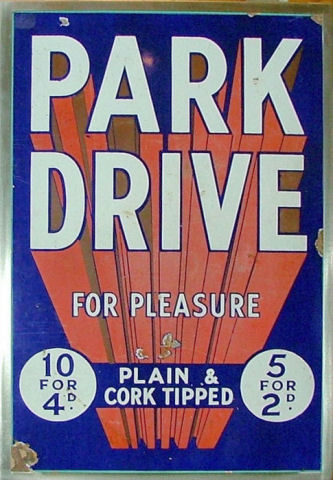 PARK
DRIVE
FOR PLEASURE
10
FOR
4D.
PLAIN &
CORK TIPPED
5
FOR
2D.